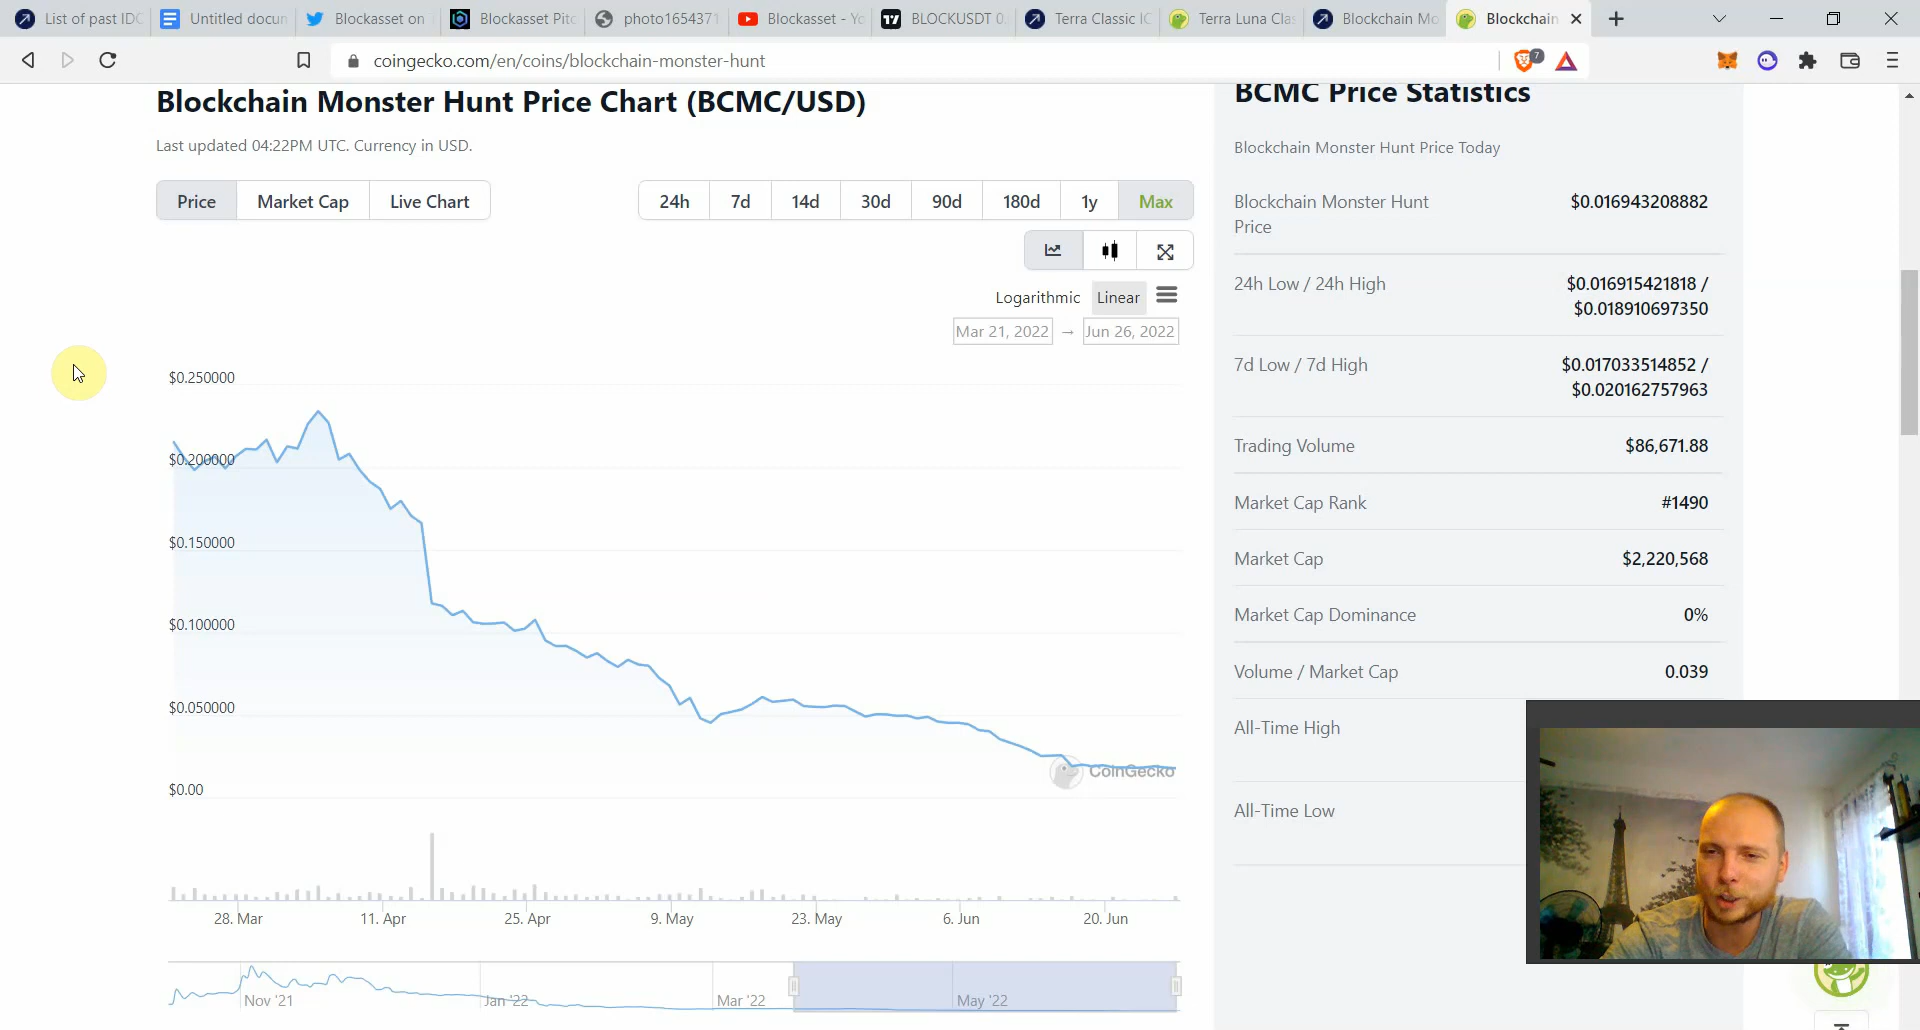 List of past IDO
Untitled docun
Blockasset on
Blockasset Pitc
photo1654371
Blockasset - Yo
BLOCKUSDT 0.
Terra Classic IC
Terra Luna Clas
Blockchain Mo
Blockchain
coingecko.com/en/coins/blockchain-monster-hunt
7
Blockchain Monster Hunt Price Chart (BCMC/USD)
Last updated 04:22PM UTC. Currency in USD.
Price Market Cap Live Chart
24h 7d 14d 30d 90d 180d 1y Max
Logarithmic Linear
Mar 21, 2022 → Jun 26, 2022
$0.250000
$0.200000
$0.150000
$0.100000
$0.050000
$0.00
CoinGecko
28. Mar 11. Apr 25. Apr 9. May 23. May 6. Jun 20. Jun
Nov '21 Jan '22 Mar '22 May '22
BCMC Price Statistics
Blockchain Monster Hunt Price Today
Blockchain Monster Hunt Price $0.016943208882
24h Low / 24h High $0.016915421818 /
$0.018910697350
7d Low / 7d High $0.017033514852 /
$0.020162757963
Trading Volume $86,671.88
Market Cap Rank #1490
Market Cap $2,220,568
Market Cap Dominance 0%
Volume / Market Cap 0.039
All-Time High
All-Time Low